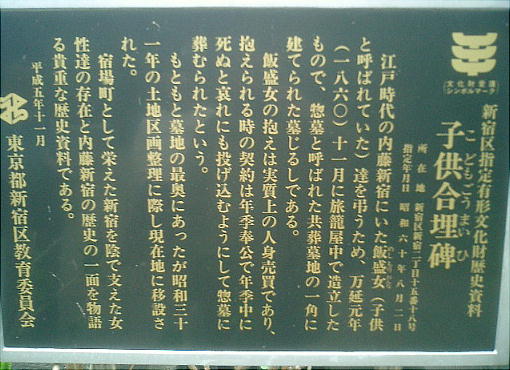 文化財愛護
シンボルマーク
新宿区指定有形文化財歴史資料
こどもごうまいひ
子供合埋碑
所在地 新宿区新宿二丁目十五番十八号
指定年月日 昭和六十年八月二日
江戸時代の内藤新宿にいた飯盛女(子供
と呼ばれていた)達を弔うため、万延元年
(一八六〇)十一月に旅籠屋中で造立した
もので、惣墓と呼ばれた共葬墓地の一角に
建てられた墓じるしである。
飯盛女の抱えは実質上の人身売買であり、
抱えられる時の契約は年季奉公で年季中に
死ぬと哀れにも投げ込むようにして惣墓に
葬むられたという。
もともと墓地の最奥にあったが昭和三十
一年の土地区画整理に際し現在地に移設さ
れた。
宿場町として栄えた新宿を陰で支えた女
性達の存在と内藤新宿の歴史の一面を物語
る貴重な歴史資料である。
平成五年十一月
東京都新宿区教育委員会